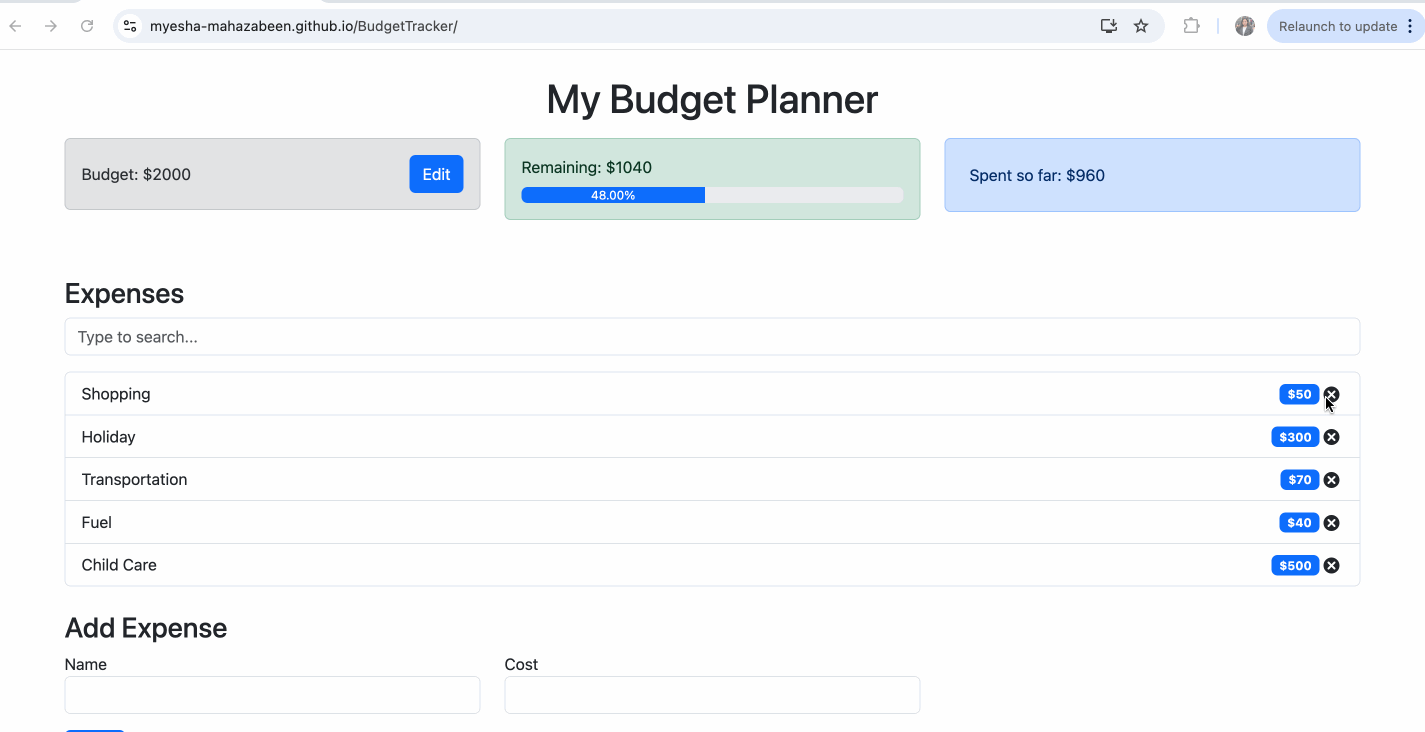 myesha-mahazabeen.github.io/BudgetTracker/
Relaunch to update
My Budget Planner
Budget: $2000
Edit
Remaining: $1040
48.00%
Spent so far: $960
Expenses
Type to search...
Shopping $50
Holiday $300
Transportation $70
Fuel $40
Child Care $500
Add Expense
Name
Cost